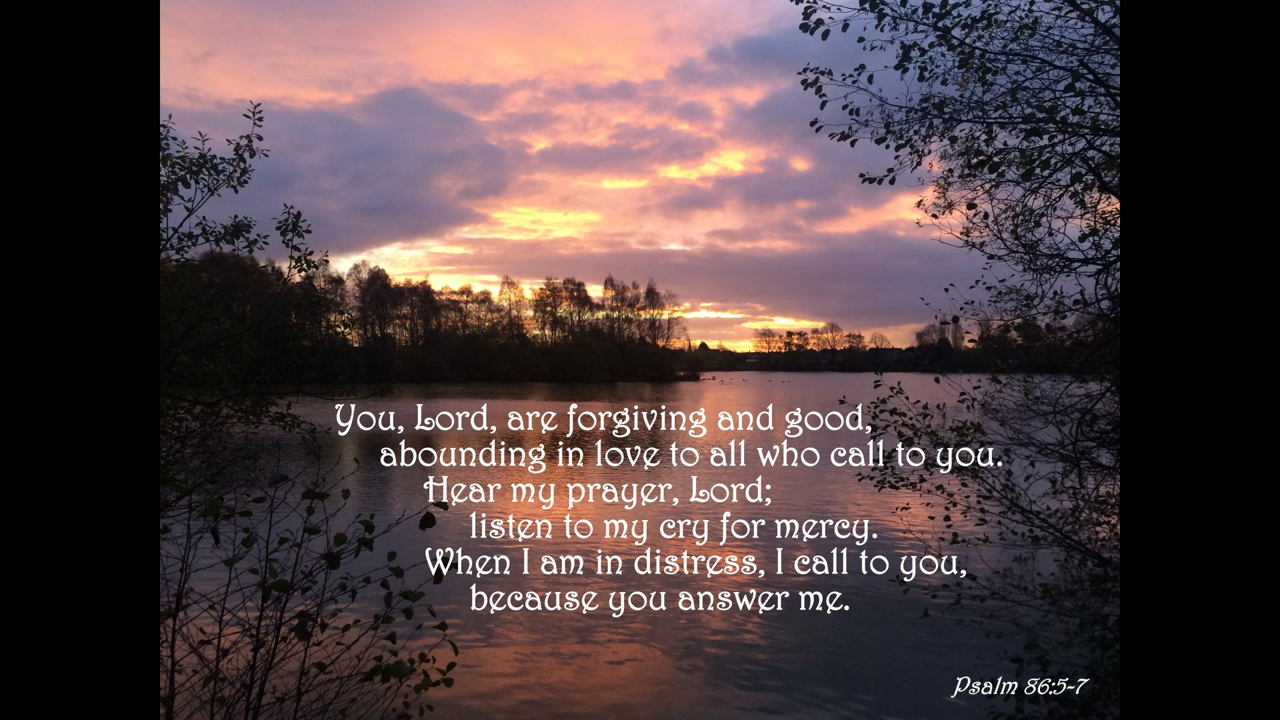 You, Lord, are forgiving and good,
abounding in love to all who call to you.
Hear my prayer, Lord;
listen to my cry for mercy.
When I am in distress, I call to you,
because you answer me.
Psalm 86:5-7